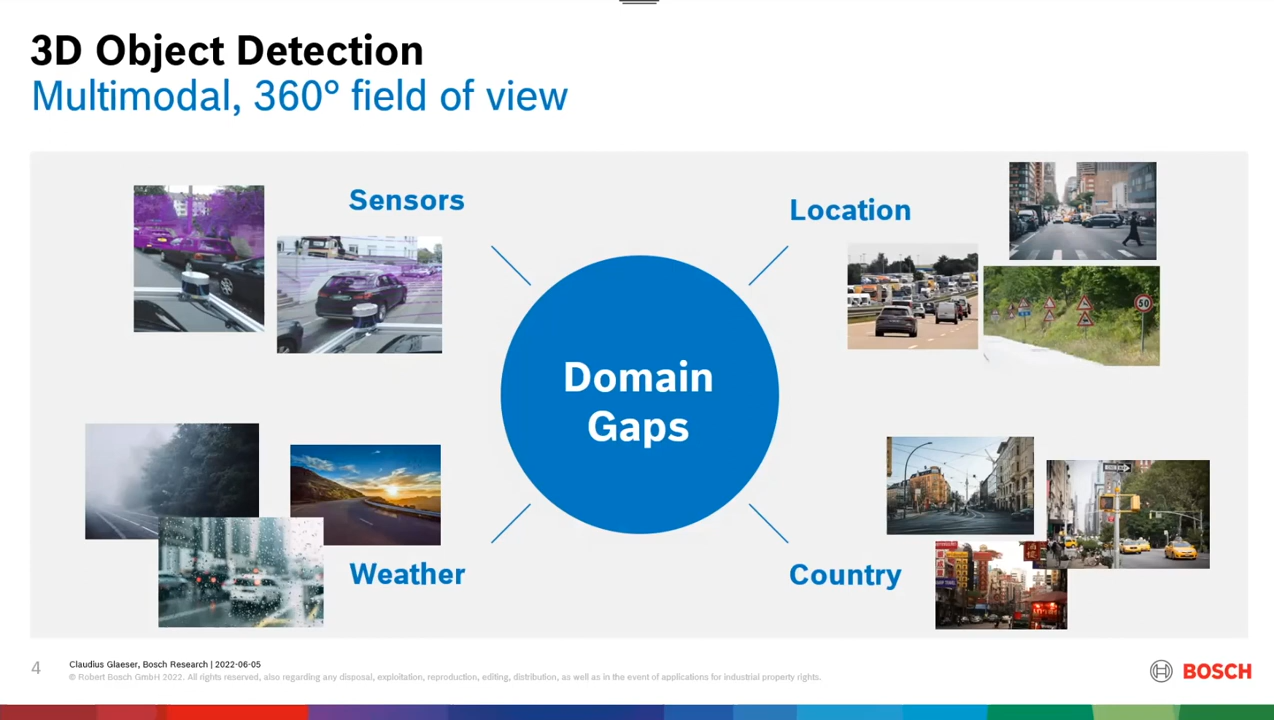 3D Object Detection
Multimodal, 360° field of view
Sensors
Location
50
Domain
Gaps
Weather
Country
4
Claudius Glaeser, Bosch Research | 2022-06-05
© Robert Bosch GmbH 2022. All rights reserved, also regarding any disposal, exploitation, reproduction, editing, distribution, as well as in the event of applications for industrial property rights.
BOSCH